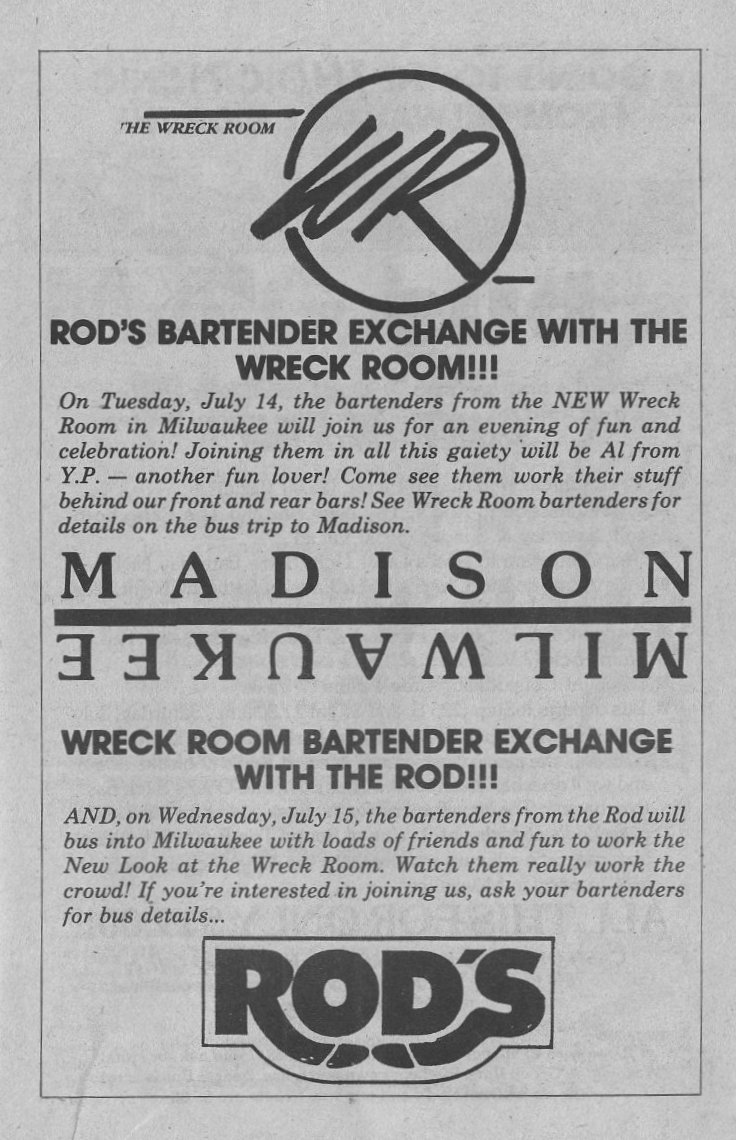 THE WRECK ROOM
WR
ROD'S BARTENDER EXCHANGE WITH THE
WRECK ROOM!!!
On Tuesday, July 14, the bartenders from the NEW Wreck
Room in Milwaukee will join us for an evening of fun and
celebration! Joining them in all this gaiety will be Al from
Y.P. — another fun lover! Come see them work their stuff
behind our front and rear bars! See Wreck Room bartenders for
details on the bus trip to Madison.
MADISON
MILWAUKEE
WRECK ROOM BARTENDER EXCHANGE
WITH THE ROD!!!
AND, on Wednesday, July 15, the bartenders from the Rod will
bus into Milwaukee with loads of friends and fun to work the
New Look at the Wreck Room. Watch them really work the
crowd! If you're interested in joining us, ask your bartenders
for bus details...
ROD'S